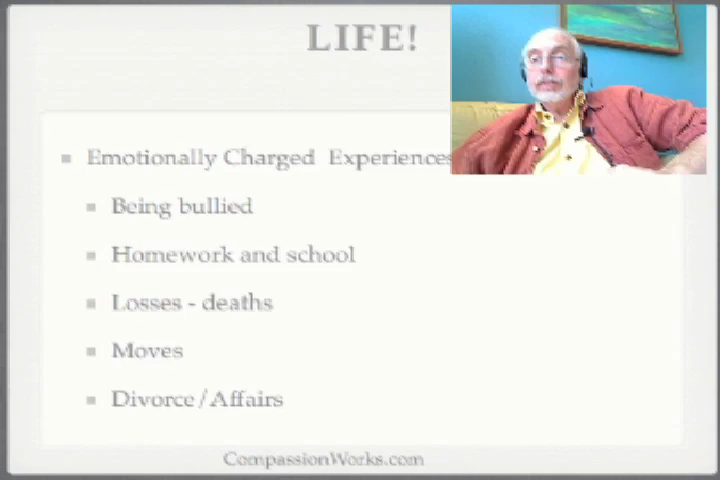 LIFE!
Emotionally Charged Experiences
Being bullied
Homework and school
Losses - deaths
Moves
Divorce/Affairs
CompassionWorks.com